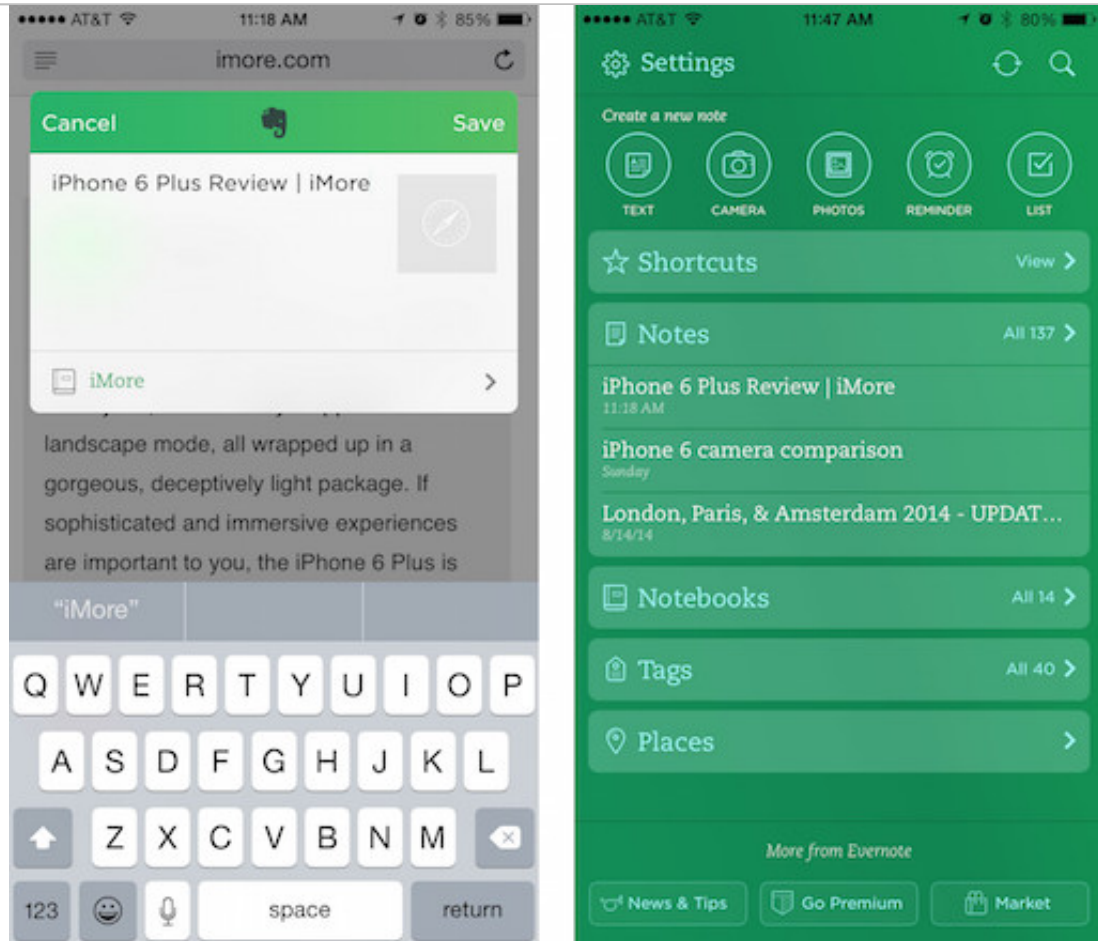 AT&T 11:18 AM 85%
imore.com
Cancel Save
iPhone 6 Plus Review | iMore
iMore
landscape mode, all wrapped up in a
gorgeous, deceptively light package. If
sophisticated and immersive experiences
are important to you, the iPhone 6 Plus is
“iMore”
Q W E R T Y U I O P
A S D F G H J K L
Z X C V B N M
123 space return
AT&T 11:47 AM 80%
Settings
Create a new note
TEXT CAMERA PHOTOS REMINDER LIST
Shortcuts View
Notes All 137
iPhone 6 Plus Review | iMore
11:18 AM
iPhone 6 camera comparison
Sunday
London, Paris, & Amsterdam 2014 - UPDAT...
8/14/14
Notebooks All 14
Tags All 40
Places
More from Evernote
News & Tips Go Premium Market